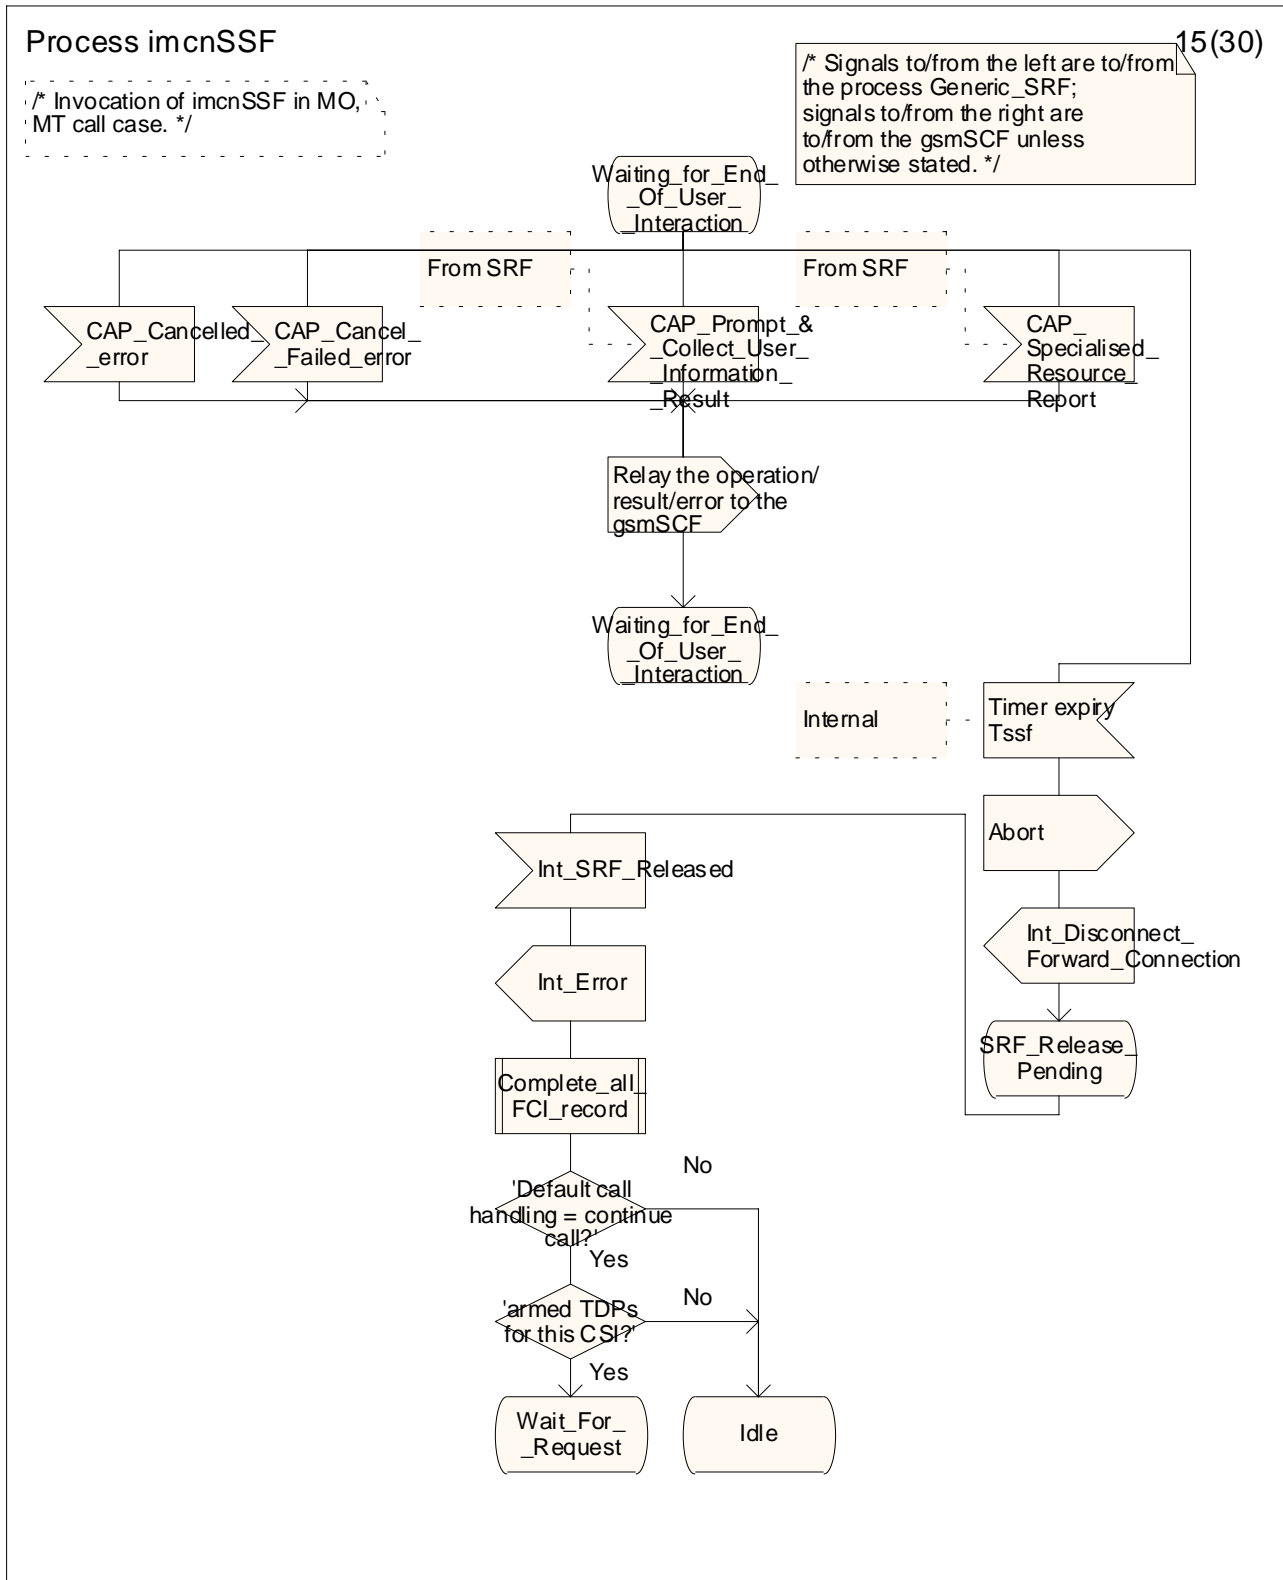 Process imcnSSF
15(30)
/* Invocation of imcnSSF in MO,
MT call case. */
/* Signals to/from the left are to/from
the process Generic_SRF;
signals to/from the right are
to/from the gsmSCF unless
otherwise stated. */
Waiting_for_End_
_Of_User_
_Interaction
From SRF
From SRF
CAP_Cancelled_
_error
CAP_Cancel_
_Failed_error
CAP_Prompt_&
_Collect_User_
_Information_
_Result
CAP_
Specialised_
Resource_
Report
Relay the operation/
result/error to the
gsmSCF
Waiting_for_End_
_Of_User_
_Interaction
Internal
Timer expiry
Tssf
Abort
Int_SRF_Released
Int_Disconnect_
Forward_Connection
Int_Error
SRF_Release_
Pending
Complete_all_
FCI_record
No
'Default call
handling = continue
call?'
Yes
No
'armed TDPs
for this CSI?'
Yes
Wait_For_
_Request
Idle